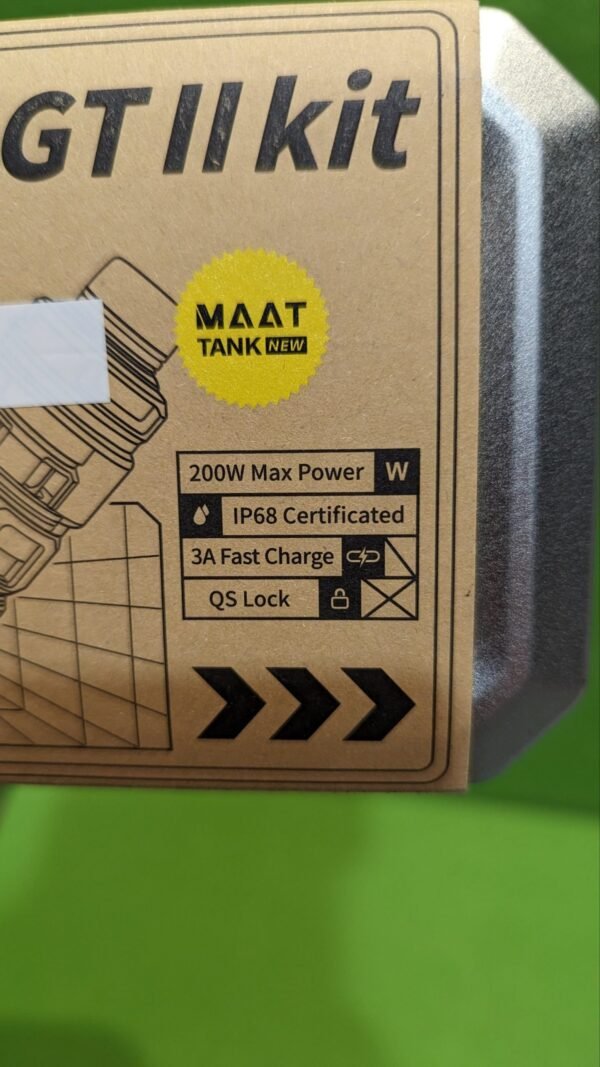 GT II kit
MAAT
TANK NEW
200W Max Power W
IP68 Certificated
3A Fast Charge
QS Lock